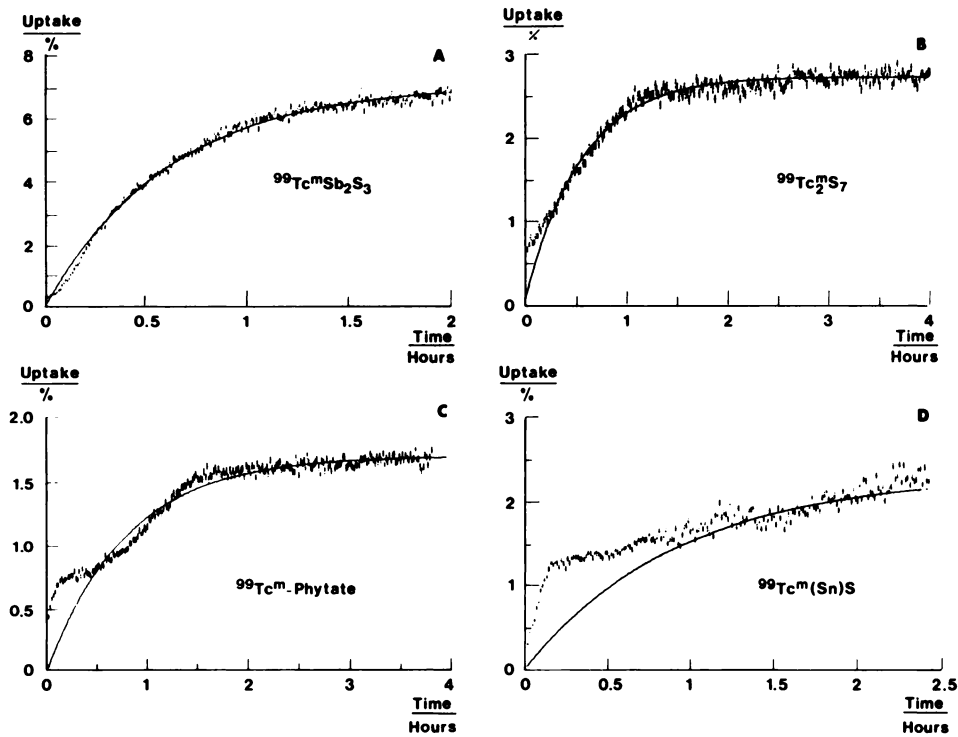 Uptake
%
A
8
6
4
2
0
⁹⁹TcᵐSb₂S₃
0 0.5 1 1.5 2
Time
Hours
Uptake
%
B
3
2
1
0
⁹⁹Tc₂ᵐS₇
0 1 2 3 4
Time
Hours
Uptake
%
C
2.0
1.5
1.0
0.5
0
⁹⁹Tcᵐ-Phytate
0 1 2 3 4
Time
Hours
Uptake
%
D
3
2
1
0
⁹⁹Tcᵐ(Sn)S
0 0.5 1 1.5 2 2.5
Time
Hours